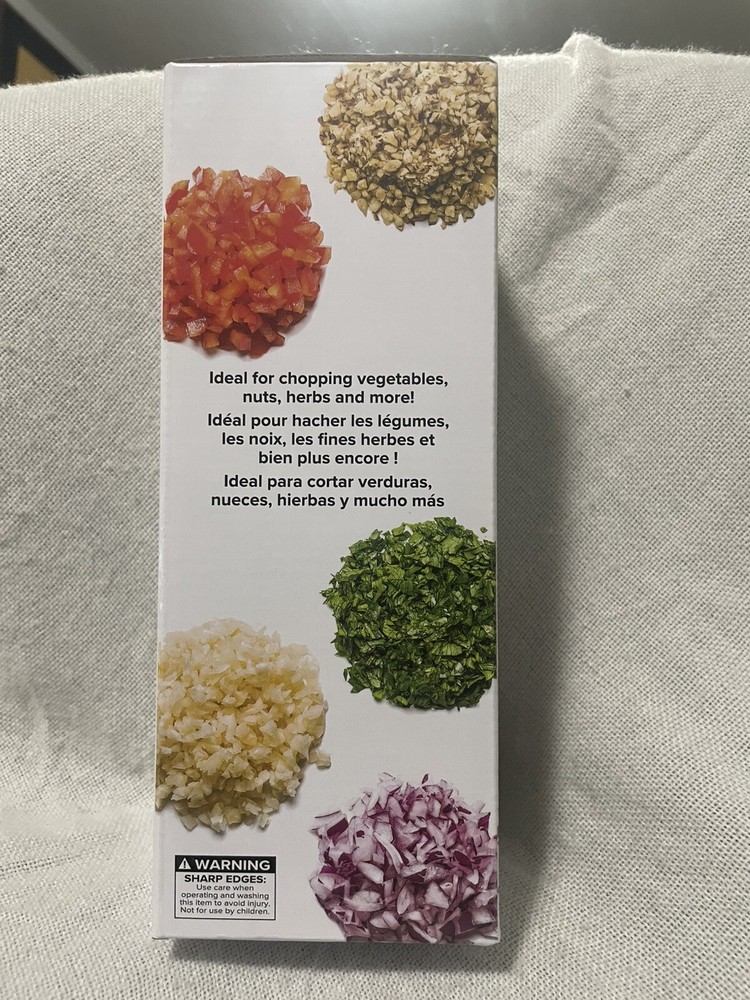 Ideal for chopping vegetables,
nuts, herbs and more!
Idéal pour hacher les légumes,
les noix, les fines herbes et
bien plus encore !
Ideal para cortar verduras,
nueces, hierbas y mucho más
WARNING
SHARP EDGES:
Use care when
operating and washing
this item to avoid injury.
Not for use by children.